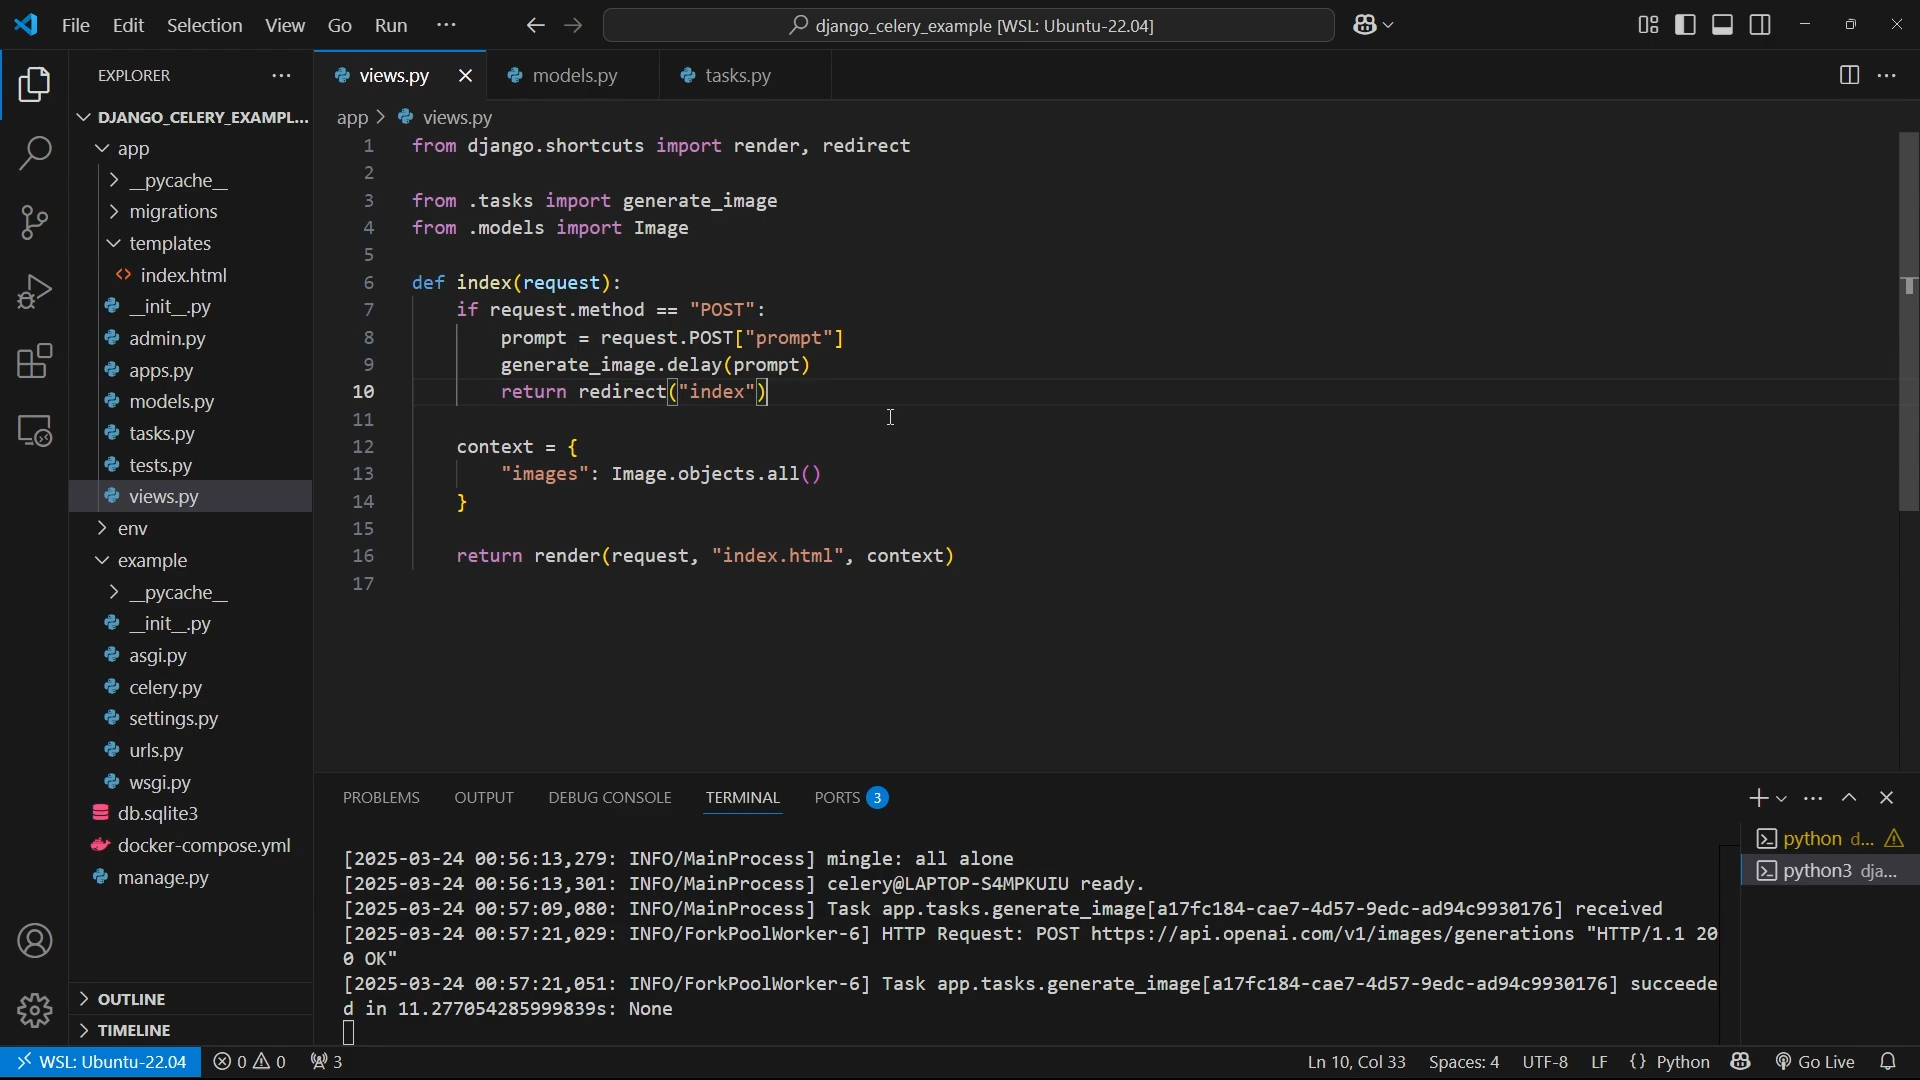 File Edit Selection View Go Run ···
django_celery_example [WSL: Ubuntu-22.04]
EXPLORER
DJANGO_CELERY_EXAMPL...
app
__pycache__
migrations
templates
index.html
__init__.py
admin.py
apps.py
models.py
tasks.py
tests.py
views.py
env
example
__pycache__
__init__.py
asgi.py
celery.py
settings.py
urls.py
wsgi.py
db.sqlite3
docker-compose.yml
manage.py
OUTLINE
TIMELINE
views.py models.py tasks.py
app > views.py
1 from django.shortcuts import render, redirect
2
3 from .tasks import generate_image
4 from .models import Image
5
6 def index(request):
7 if request.method == "POST":
8 prompt = request.POST["prompt"]
9 generate_image.delay(prompt)
10 return redirect("index")
11
12 context = {
13 "images": Image.objects.all()
14 }
15
16 return render(request, "index.html", context)
17
PROBLEMS OUTPUT DEBUG CONSOLE TERMINAL PORTS 3
[2025-03-24 00:56:13,279: INFO/MainProcess] mingle: all alone
[2025-03-24 00:56:13,301: INFO/MainProcess] celery@LAPTOP-S4MPKUIU ready.
[2025-03-24 00:57:09,080: INFO/MainProcess] Task app.tasks.generate_image[a17fc184-cae7-4d57-9edc-ad94c9930176] received
[2025-03-24 00:57:21,029: INFO/ForkPoolWorker-6] HTTP Request: POST https://api.openai.com/v1/images/generations "HTTP/1.1 20
0 OK"
[2025-03-24 00:57:21,051: INFO/ForkPoolWorker-6] Task app.tasks.generate_image[a17fc184-cae7-4d57-9edc-ad94c9930176] succeede
d in 11.277054285999839s: None
python d...
python3 dja...
WSL: Ubuntu-22.04 0 0 3 Ln 10, Col 33 Spaces: 4 UTF-8 LF {} Python Go Live